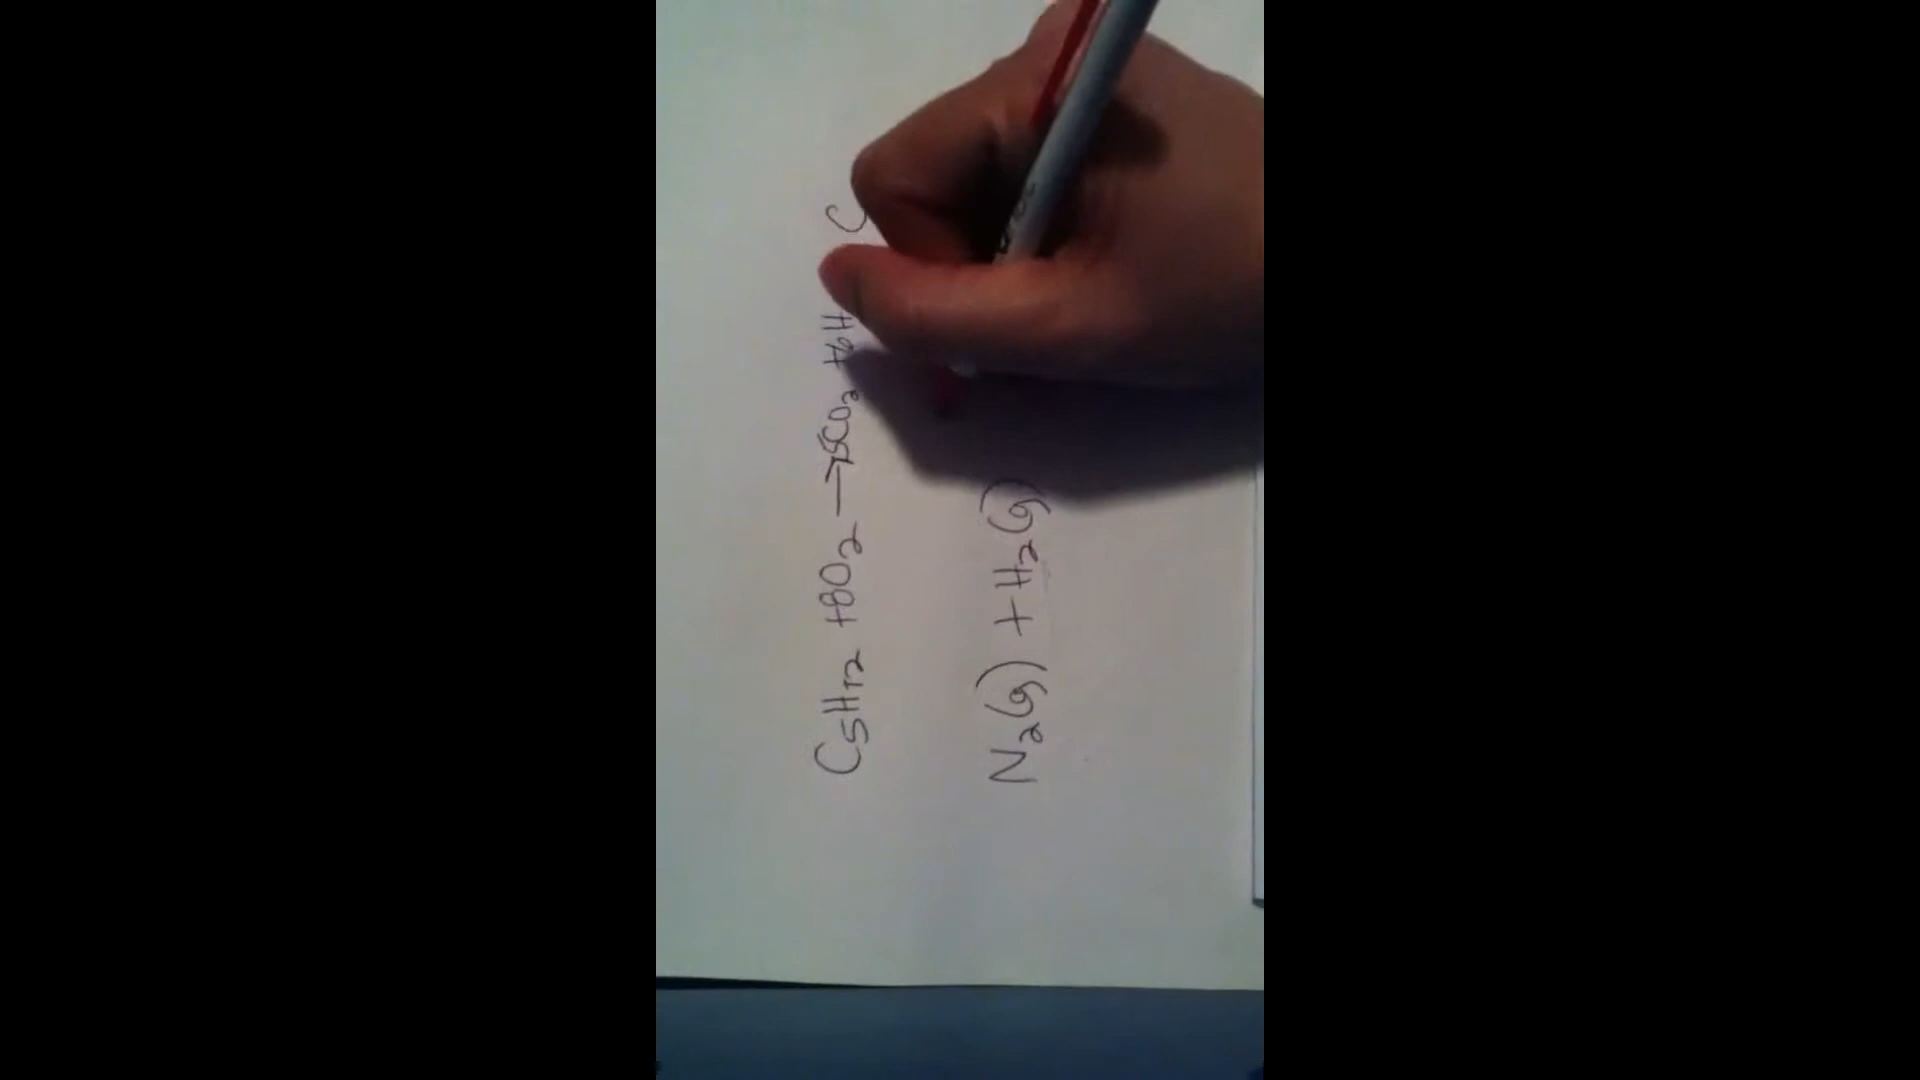 C₅H₁₂ + 8O₂ → 5CO₂ + 6H C
N₂(g) + H₂(g)